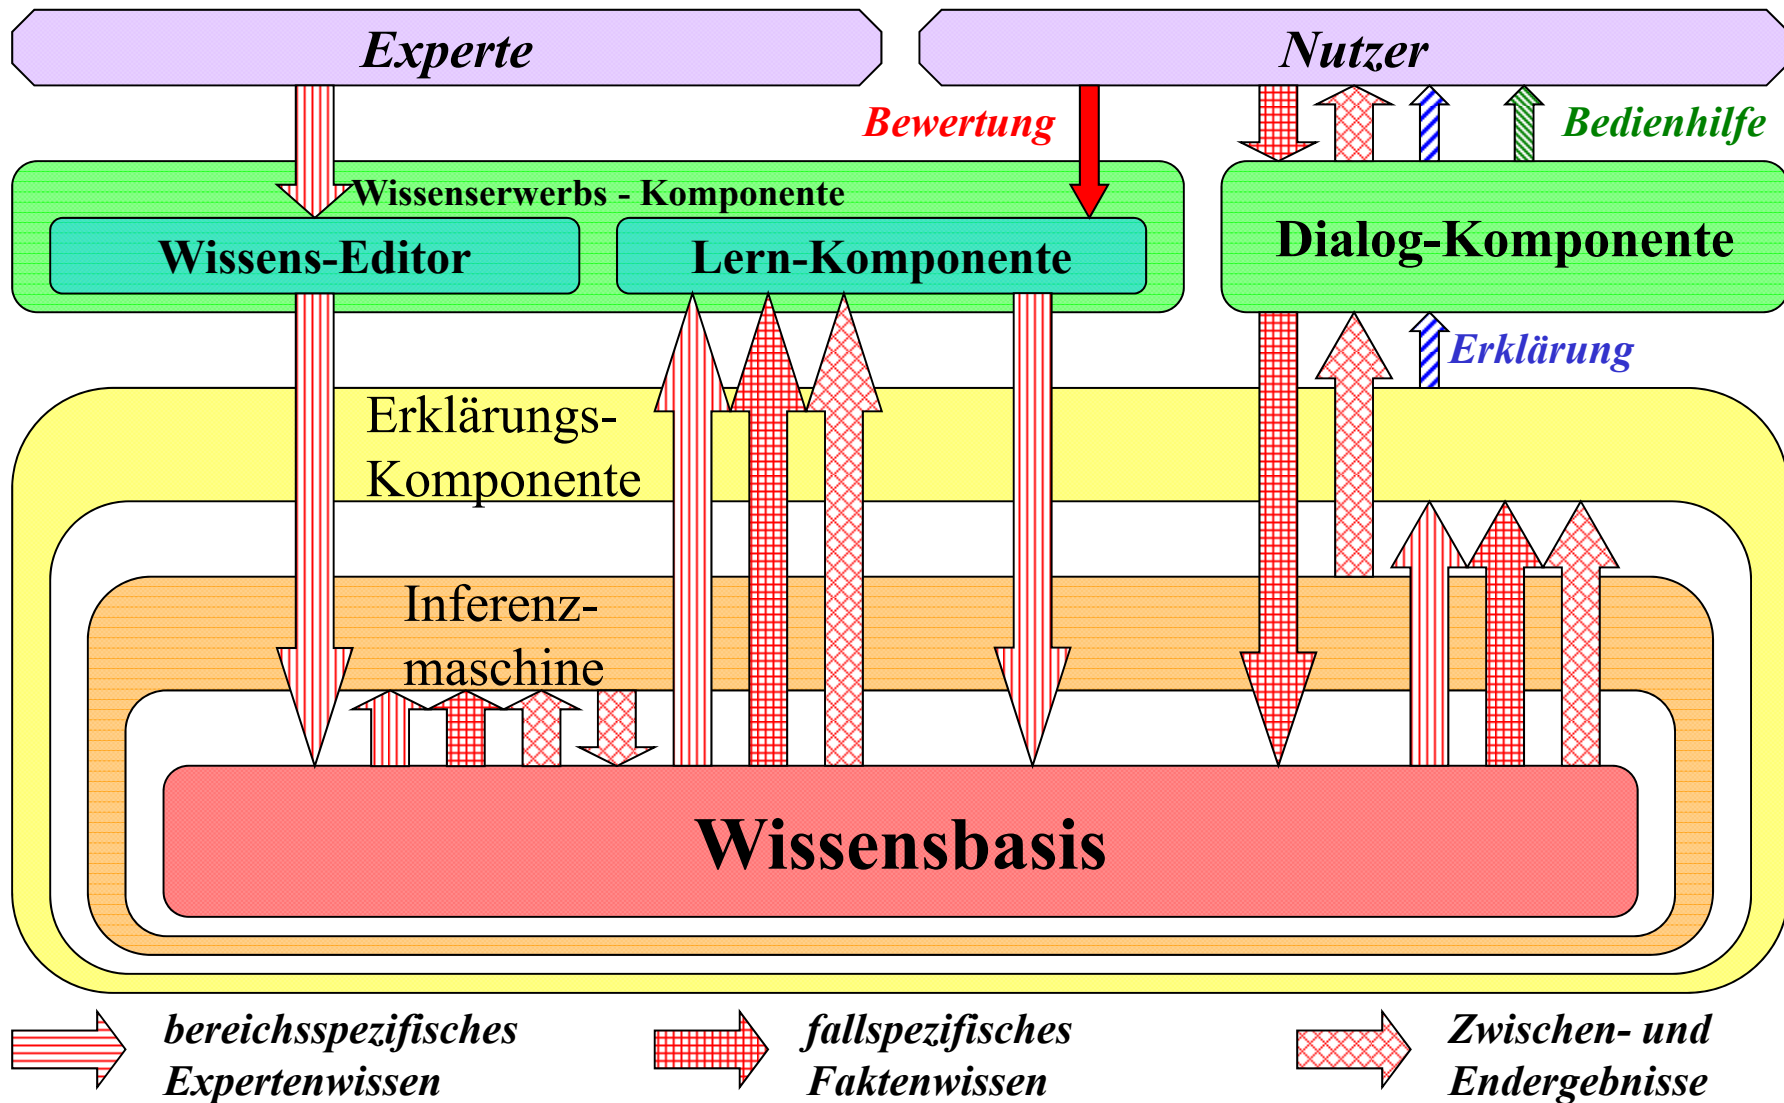 Experte
Nutzer
Bewertung
Bedienhilfe
Wissenserwerbs - Komponente
Wissens-Editor
Lern-Komponente
Dialog-Komponente
Erklärung
Erklärungs-
Komponente
Inferenz-
maschine
Wissensbasis
bereichsspezifisches
Expertenwissen
fallspezifisches
Faktenwissen
Zwischen- und
Endergebnisse